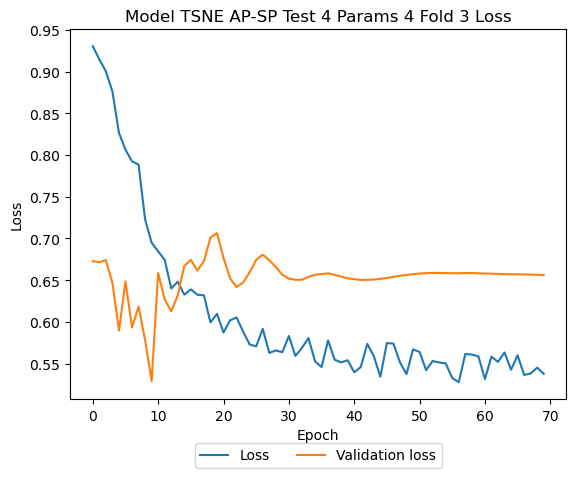 Model TSNE AP-SP Test 4 Params 4 Fold 3 Loss
0.95
0.90
0.85
0.80
0.75
0.70
0.65
0.60
0.55
Loss
0 10 20 30 40 50 60 70
Epoch
Loss Validation loss